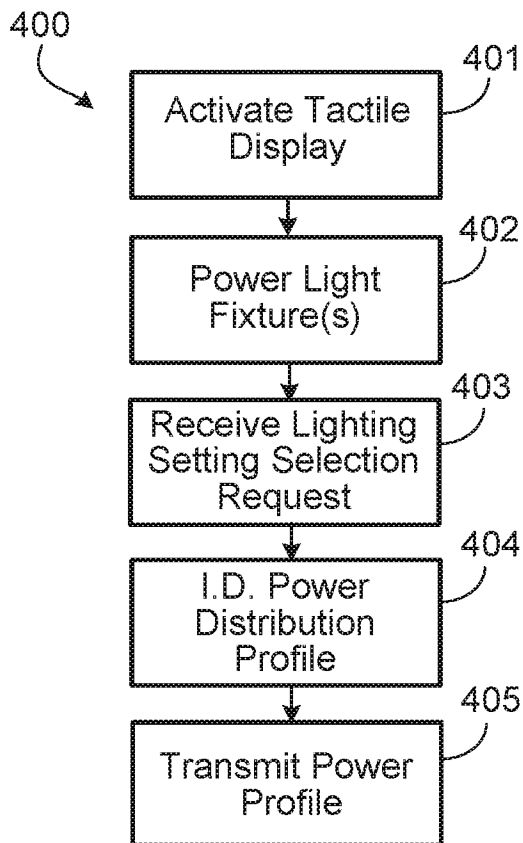 400
401
Activate Tactile
Display
402
Power Light
Fixture(s)
403
Receive Lighting
Setting Selection
Request
404
I.D. Power
Distribution
Profile
405
Transmit Power
Profile